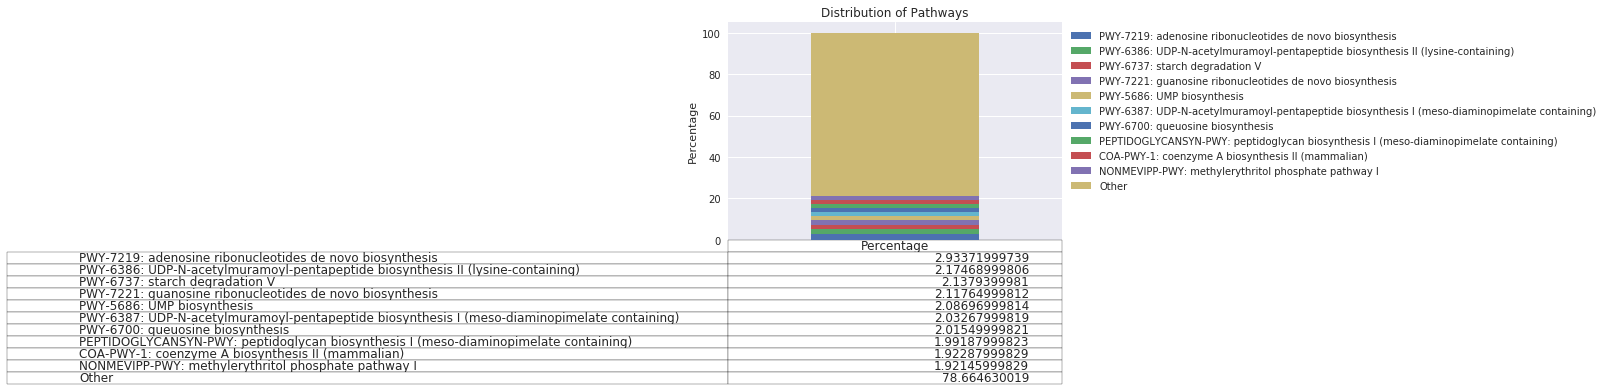 Distribution of Pathways
100
80
60
40
20
0
Percentage
PWY-7219: adenosine ribonucleotides de novo biosynthesis
PWY-6386: UDP-N-acetylmuramoyl-pentapeptide biosynthesis II (lysine-containing)
PWY-6737: starch degradation V
PWY-7221: guanosine ribonucleotides de novo biosynthesis
PWY-5686: UMP biosynthesis
PWY-6387: UDP-N-acetylmuramoyl-pentapeptide biosynthesis I (meso-diaminopimelate containing)
PWY-6700: queuosine biosynthesis
PEPTIDOGLYCANSYN-PWY: peptidoglycan biosynthesis I (meso-diaminopimelate containing)
COA-PWY-1: coenzyme A biosynthesis II (mammalian)
NONMEVIPP-PWY: methylerythritol phosphate pathway I
Other
Percentage
PWY-7219: adenosine ribonucleotides de novo biosynthesis 2.93371999739
PWY-6386: UDP-N-acetylmuramoyl-pentapeptide biosynthesis II (lysine-containing) 2.17468999806
PWY-6737: starch degradation V 2.1379399981
PWY-7221: guanosine ribonucleotides de novo biosynthesis 2.11764999812
PWY-5686: UMP biosynthesis 2.08696999814
PWY-6387: UDP-N-acetylmuramoyl-pentapeptide biosynthesis I (meso-diaminopimelate containing) 2.03267999819
PWY-6700: queuosine biosynthesis 2.01549999821
PEPTIDOGLYCANSYN-PWY: peptidoglycan biosynthesis I (meso-diaminopimelate containing) 1.99187999823
COA-PWY-1: coenzyme A biosynthesis II (mammalian) 1.92287999829
NONMEVIPP-PWY: methylerythritol phosphate pathway I 1.92145999829
Other 78.664630019